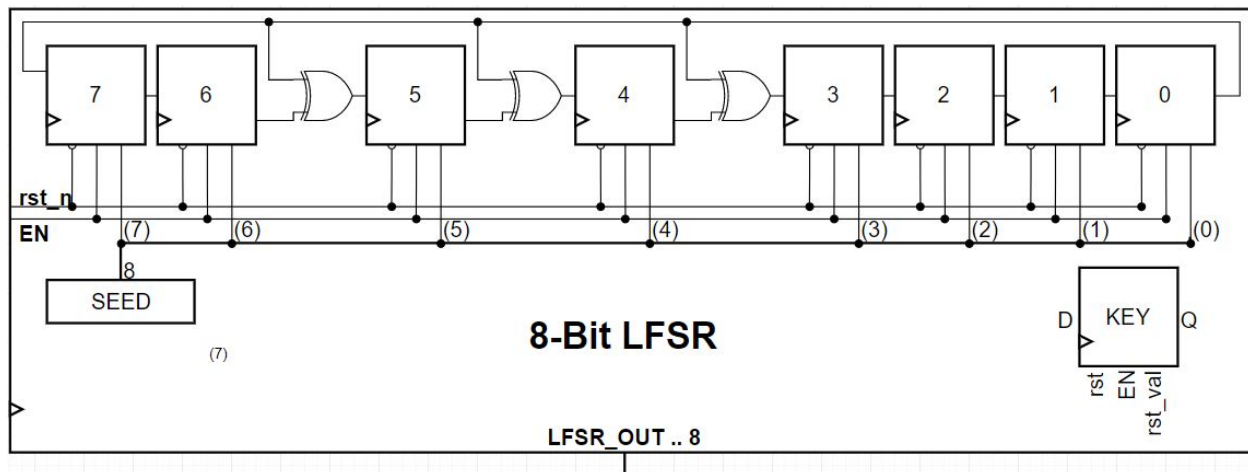 7 6 5 4 3 2 1 0
rst_n
EN (7) (6) (5) (4) (3) (2) (1) (0)
8
SEED
(7)
8-Bit LFSR
D KEY Q
rst EN rst_val
LFSR_OUT .. 8